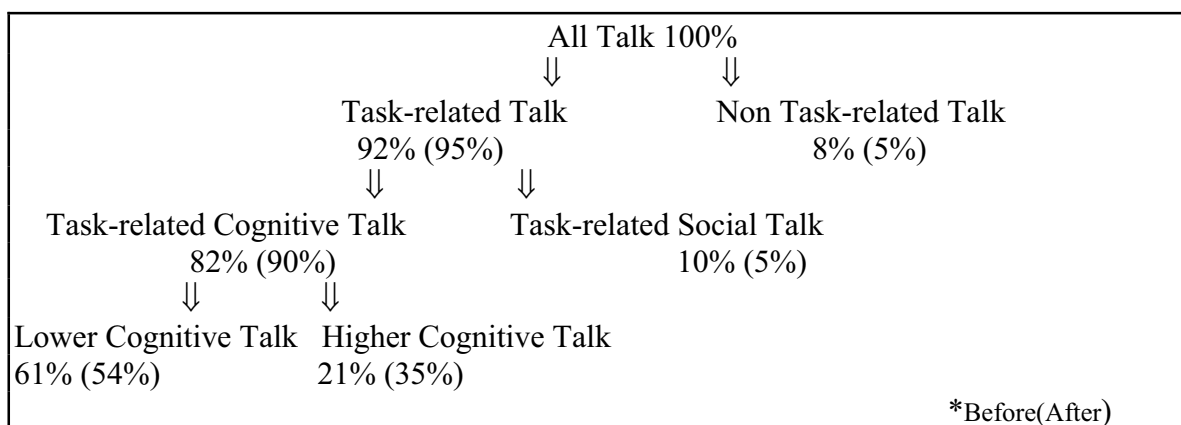 All Talk 100%
⇓ ⇓
Task-related Talk Non Task-related Talk
92% (95%) 8% (5%)
⇓ ⇓
Task-related Cognitive Talk Task-related Social Talk
82% (90%) 10% (5%)
⇓ ⇓
Lower Cognitive Talk Higher Cognitive Talk
61% (54%) 21% (35%)
*Before(After)